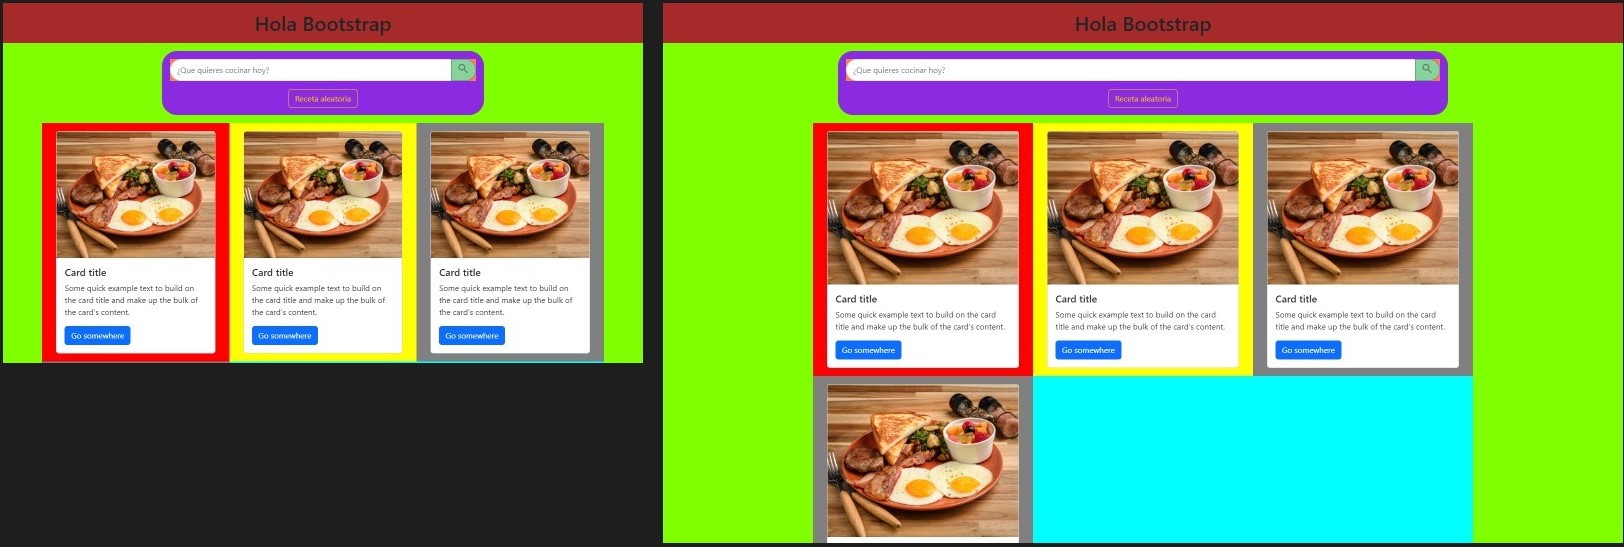 Hola Bootstrap
¿Que quieres cocinar hoy?
Receta aleatoria
Card title
Some quick example text to build on
the card title and make up the bulk of
the card's content.
Go somewhere
Card title
Some quick example text to build on
the card title and make up the bulk of
the card's content.
Go somewhere
Card title
Some quick example text to build on
the card title and make up the bulk of
the card's content.
Go somewhere
Hola Bootstrap
¿Que quieres cocinar hoy?
Receta aleatoria
Card title
Some quick example text to build on the card
title and make up the bulk of the card's content.
Go somewhere
Card title
Some quick example text to build on the card
title and make up the bulk of the card's content.
Go somewhere
Card title
Some quick example text to build on the card
title and make up the bulk of the card's content.
Go somewhere